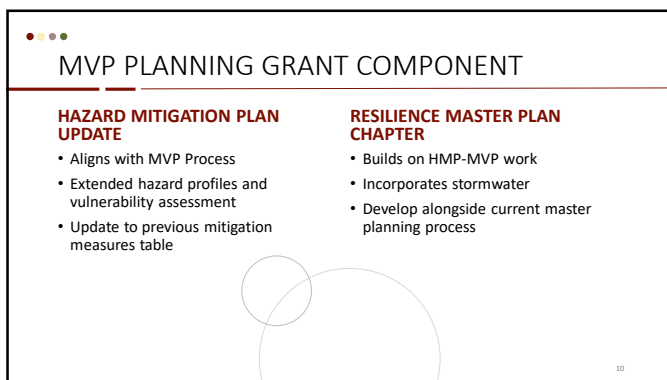 MVP PLANNING GRANT COMPONENT
HAZARD MITIGATION PLAN
UPDATE
• Aligns with MVP Process
• Extended hazard profiles and
vulnerability assessment
• Update to previous mitigation
measures table
RESILIENCE MASTER PLAN
CHAPTER
• Builds on HMP-MVP work
• Incorporates stormwater
• Develop alongside current master
planning process
10